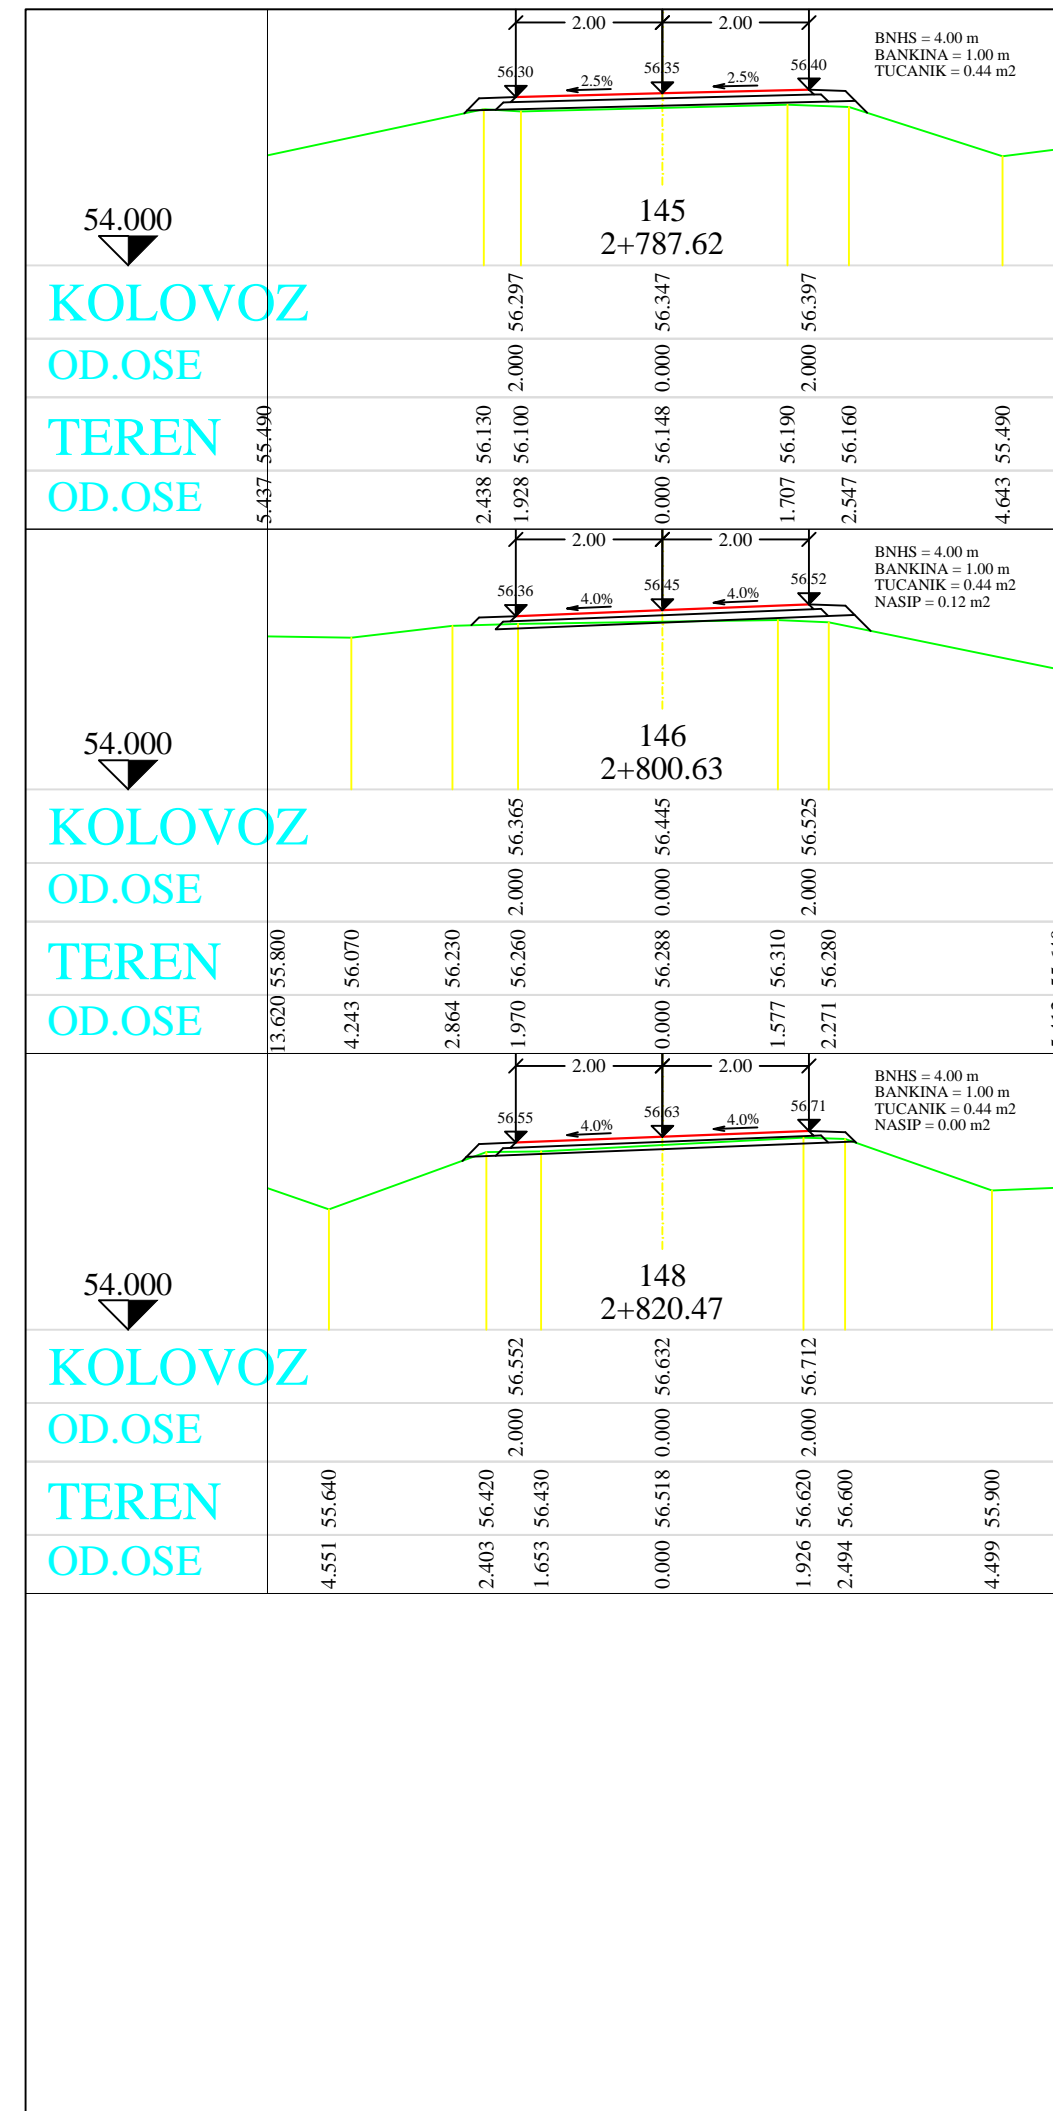 2.00 2.00
BNHS = 4.00 m
BANKINA = 1.00 m
TUCANIK = 0.44 m2
56.30 2.5% 56.35 2.5% 56.40
54.000
145
2+787.62
KOLOVOZ 56.297 56.347 56.397
OD.OSE 2.000 0.000 2.000
TEREN 55.490 56.130 56.100 56.148 56.190 56.160 55.490
OD.OSE 5.437 2.438 1.928 0.000 1.707 2.547 4.643
2.00 2.00
BNHS = 4.00 m
BANKINA = 1.00 m
TUCANIK = 0.44 m2
NASIP = 0.12 m2
56.36 4.0% 56.45 4.0% 56.52
54.000
146
2+800.63
KOLOVOZ 56.365 56.445 56.525
OD.OSE 2.000 0.000 2.000
TEREN 55.800 56.070 56.230 56.260 56.288 56.310 56.280
OD.OSE 13.620 4.243 2.864 1.970 0.000 1.577 2.271
2.00 2.00
BNHS = 4.00 m
BANKINA = 1.00 m
TUCANIK = 0.44 m2
NASIP = 0.00 m2
56.55 4.0% 56.63 4.0% 56.71
54.000
148
2+820.47
KOLOVOZ 56.552 56.632 56.712
OD.OSE 2.000 0.000 2.000
TEREN 55.640 56.420 56.430 56.518 56.620 56.600 55.900
OD.OSE 4.551 2.403 1.653 0.000 1.926 2.494 4.499